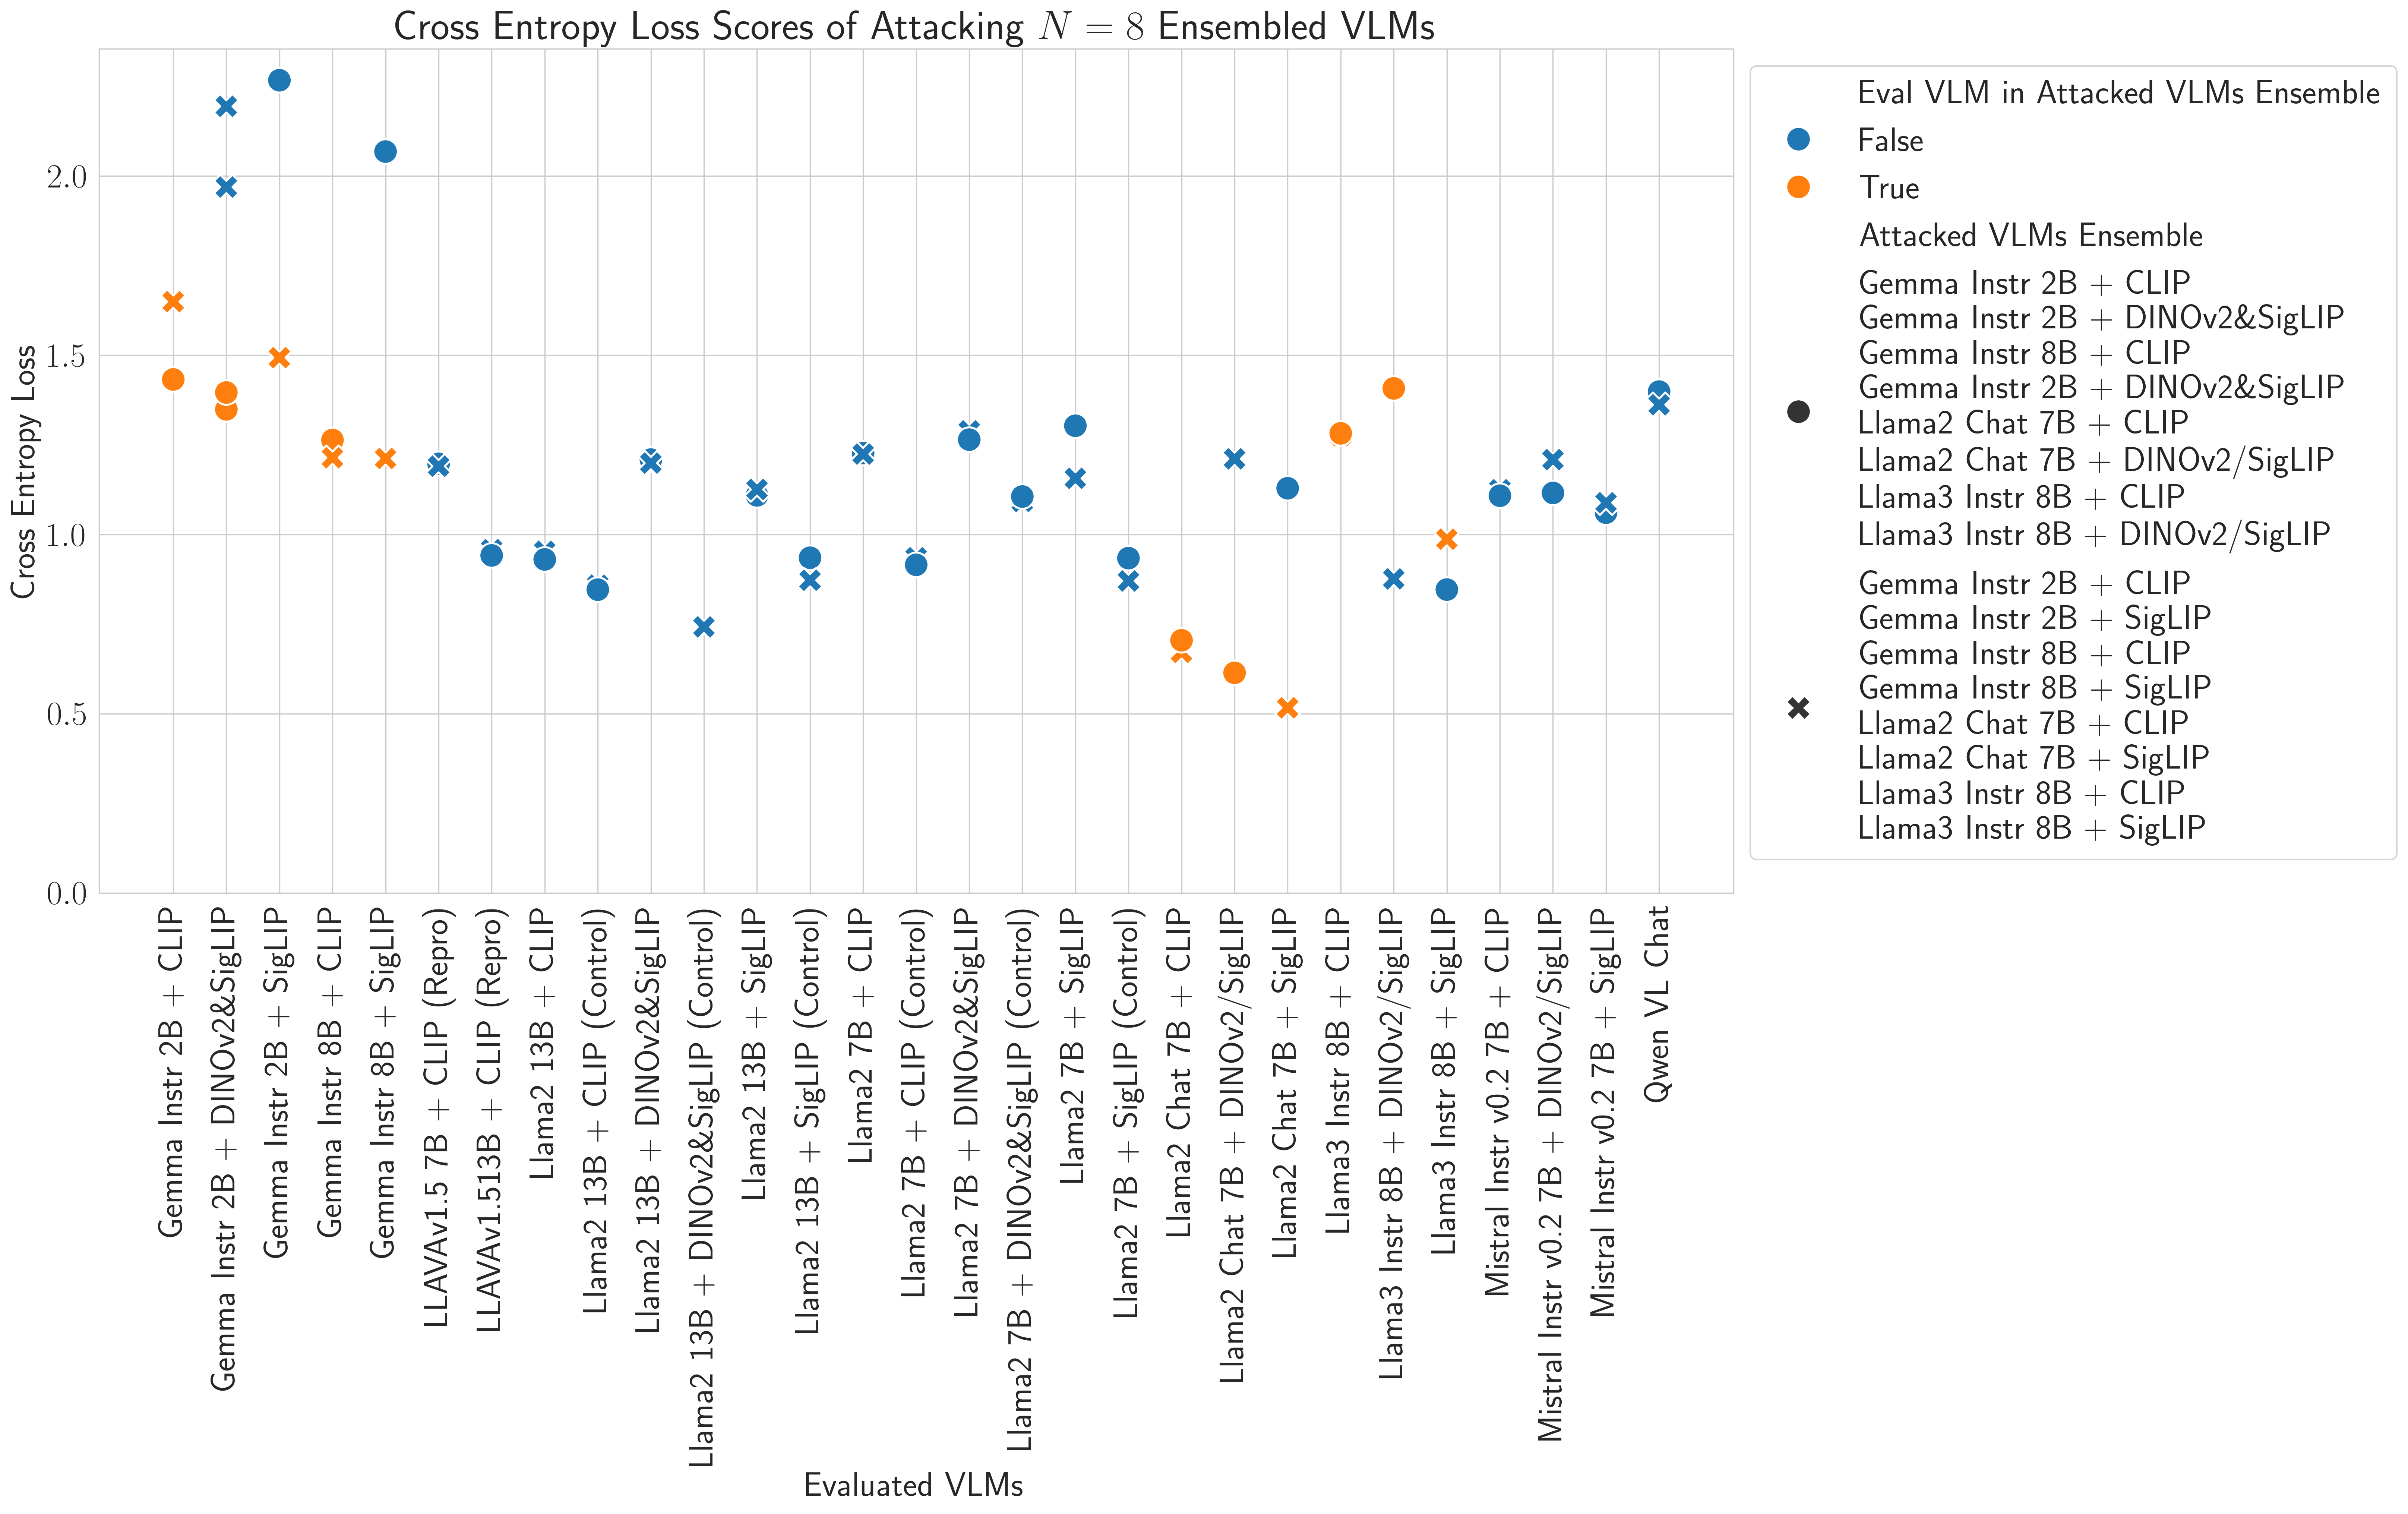 Cross Entropy Loss Scores of Attacking N = 8 Ensembled VLMs
Cross Entropy Loss
2.0
1.5
1.0
0.5
0.0
Gemma Instr 2B + CLIP
Gemma Instr 2B + DINOv2&SigLIP
Gemma Instr 2B + SigLIP
Gemma Instr 8B + CLIP
Gemma Instr 8B + SigLIP
LLAVAv1.5 7B + CLIP (Repro)
LLAVAv1.513B + CLIP (Repro)
Llama2 13B + CLIP
Llama2 13B + CLIP (Control)
Llama2 13B + DINOv2&SigLIP
Llama2 13B + DINOv2&SigLIP (Control)
Llama2 13B + SigLIP
Llama2 13B + SigLIP (Control)
Llama2 7B + CLIP
Llama2 7B + CLIP (Control)
Llama2 7B + DINOv2&SigLIP
Llama2 7B + DINOv2&SigLIP (Control)
Llama2 7B + SigLIP
Llama2 7B + SigLIP (Control)
Llama2 Chat 7B + CLIP
Llama2 Chat 7B + DINOv2/SigLIP
Llama2 Chat 7B + SigLIP
Llama3 Instr 8B + CLIP
Llama3 Instr 8B + DINOv2/SigLIP
Llama3 Instr 8B + SigLIP
Mistral Instr v0.2 7B + CLIP
Mistral Instr v0.2 7B + DINOv2/SigLIP
Mistral Instr v0.2 7B + SigLIP
Qwen VL Chat
Evaluated VLMs
Eval VLM in Attacked VLMs Ensemble
False
True
Attacked VLMs Ensemble
Gemma Instr 2B + CLIP
Gemma Instr 2B + DINOv2&SigLIP
Gemma Instr 8B + CLIP
Gemma Instr 2B + DINOv2&SigLIP
Llama2 Chat 7B + CLIP
Llama2 Chat 7B + DINOv2/SigLIP
Llama3 Instr 8B + CLIP
Llama3 Instr 8B + DINOv2/SigLIP
Gemma Instr 2B + CLIP
Gemma Instr 2B + SigLIP
Gemma Instr 8B + CLIP
Gemma Instr 8B + SigLIP
Llama2 Chat 7B + CLIP
Llama2 Chat 7B + SigLIP
Llama3 Instr 8B + CLIP
Llama3 Instr 8B + SigLIP